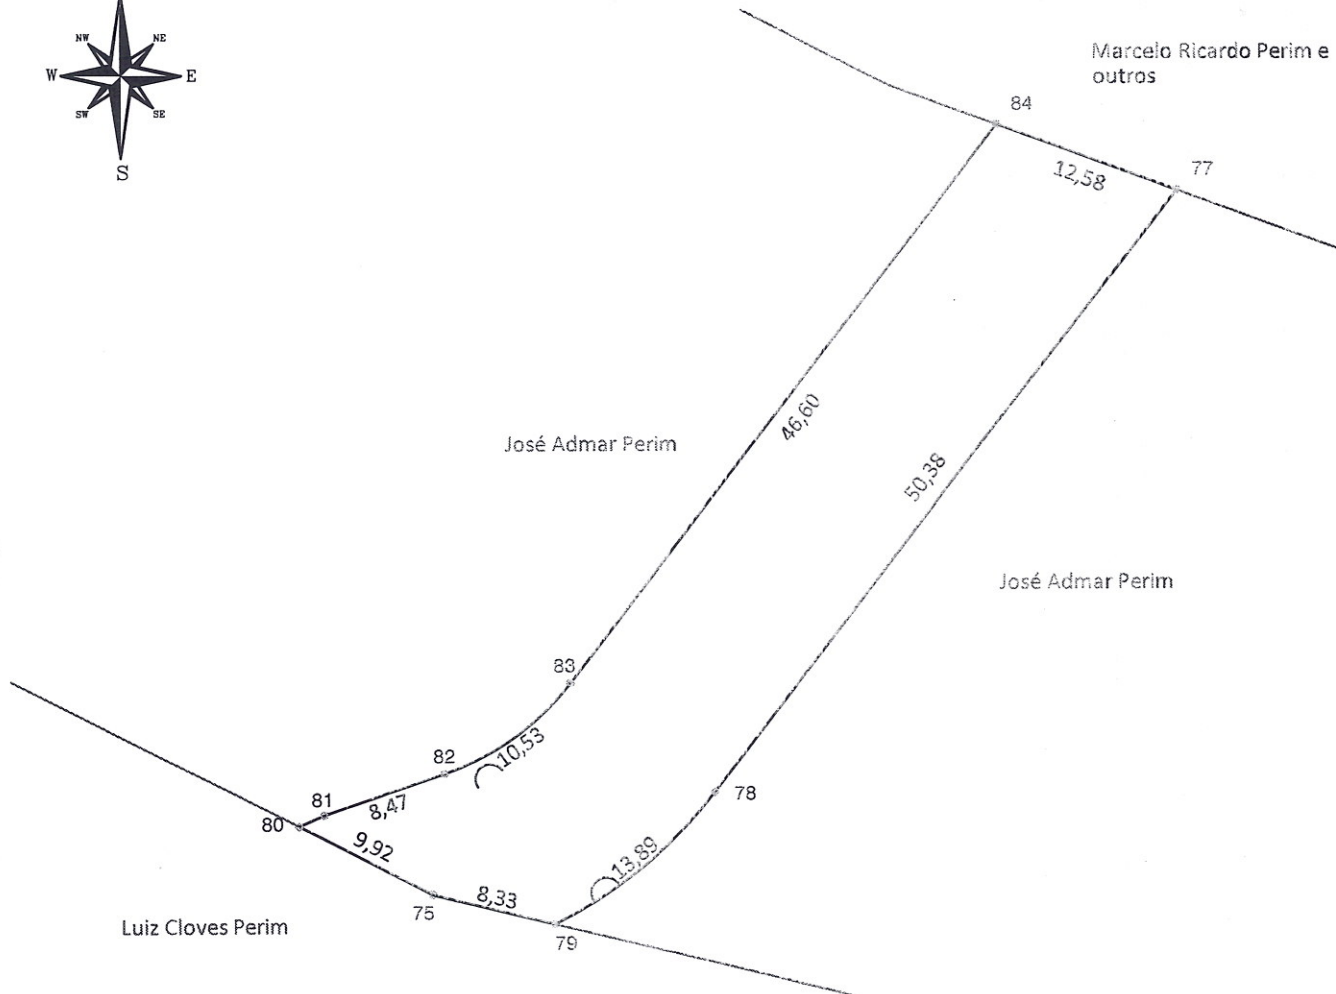 NW
NE
W
E
SW
SE
S
Marcelo Ricardo Perim e
outros
84
77
12,58
46,60
José Admar Perim
50,38
José Admar Perim
83
10,53
82
78
81
8,47
80
9,92
13,89
8,33
75
Luiz Cloves Perim
79